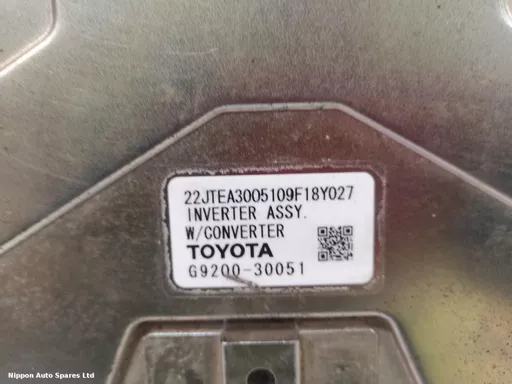 22JTEA3005109F18Y027
INVERTER ASSY.
W/CONVERTER
TOYOTA
G9200-30051
Nippon Auto Spares Ltd